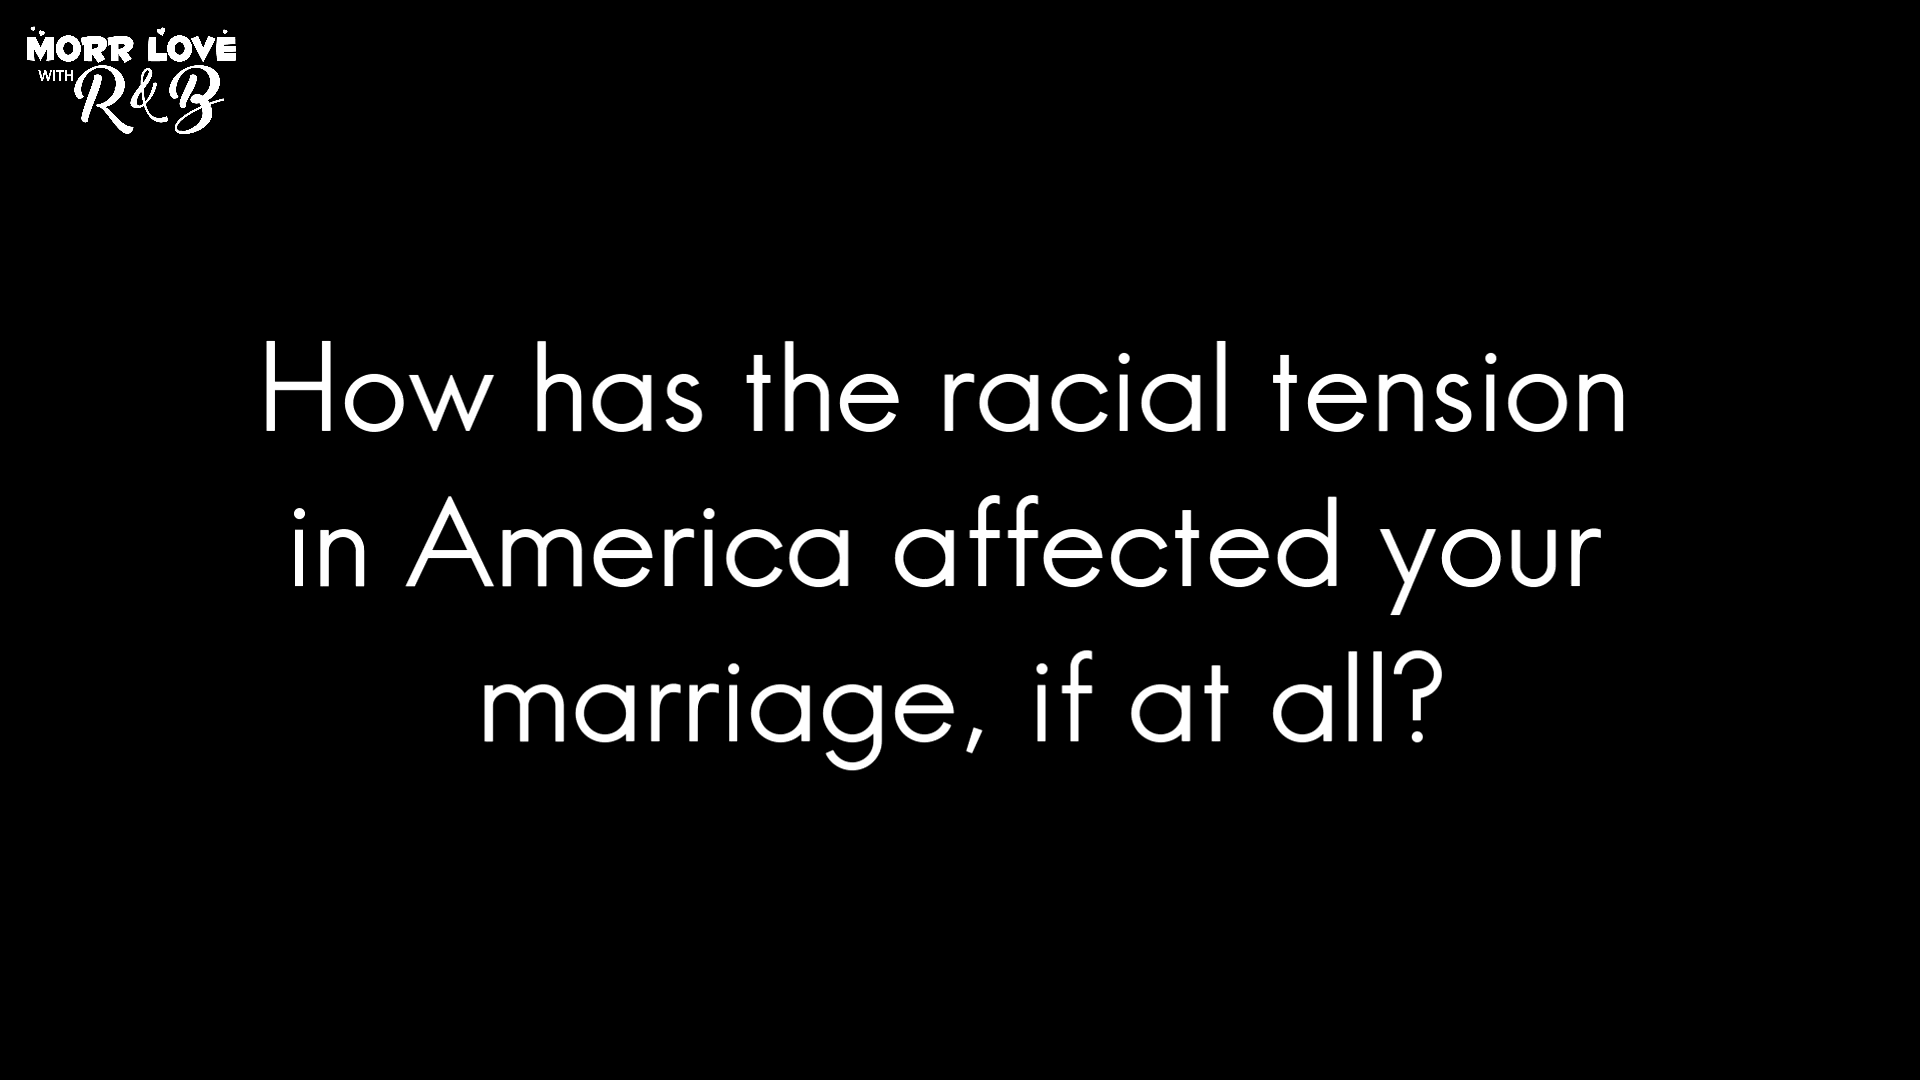 MORR LOVE
WITH R&B
How has the racial tension
in America affected your
marriage, if at all?